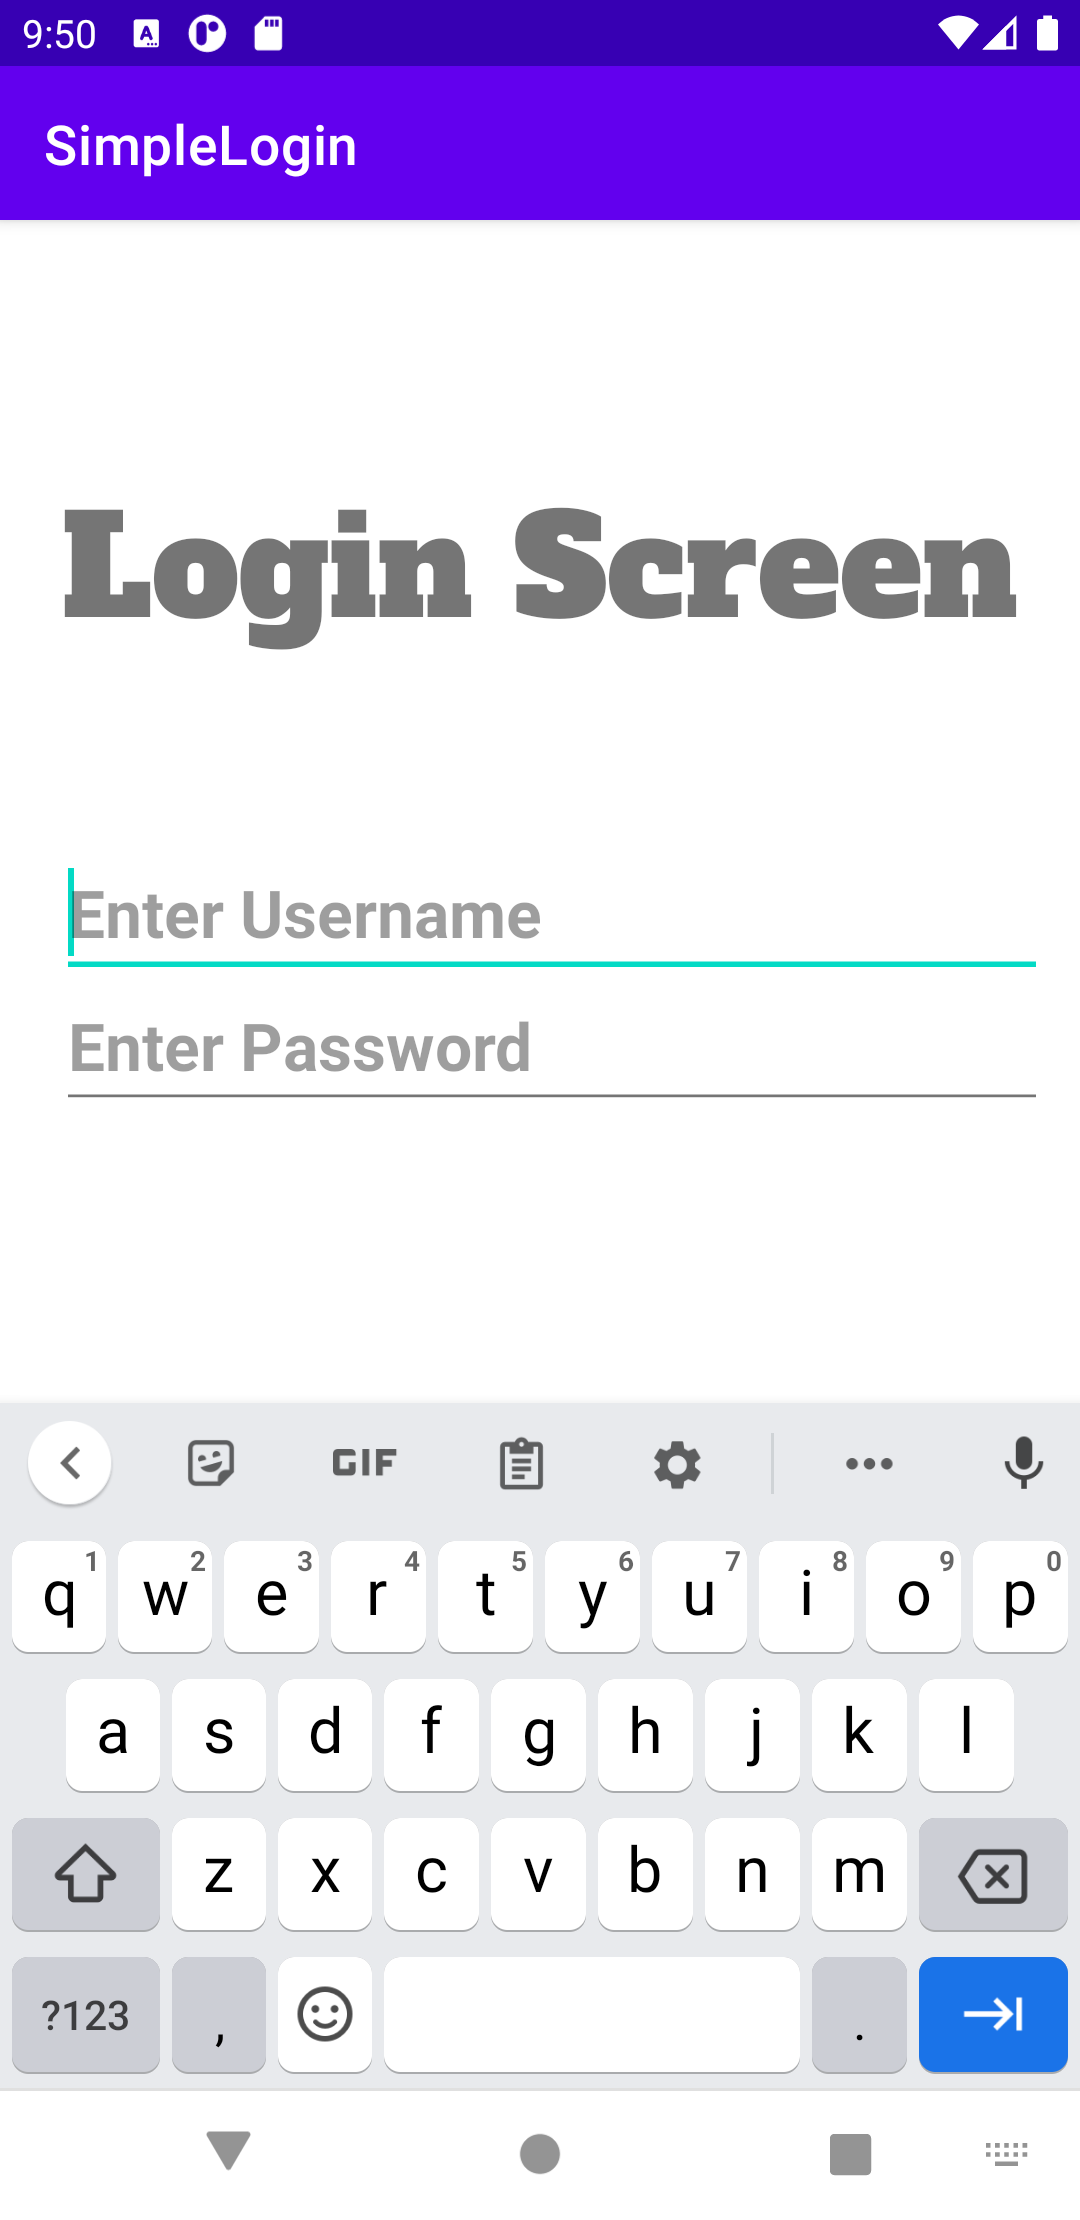 9:50
SimpleLogin
Login Screen
Enter Username
Enter Password
GIF
q 1 w 2 e 3 r 4 t 5 y 6 u 7 i 8 o 9 p 0
a s d f g h j k l
z x c v b n m
?123 , .